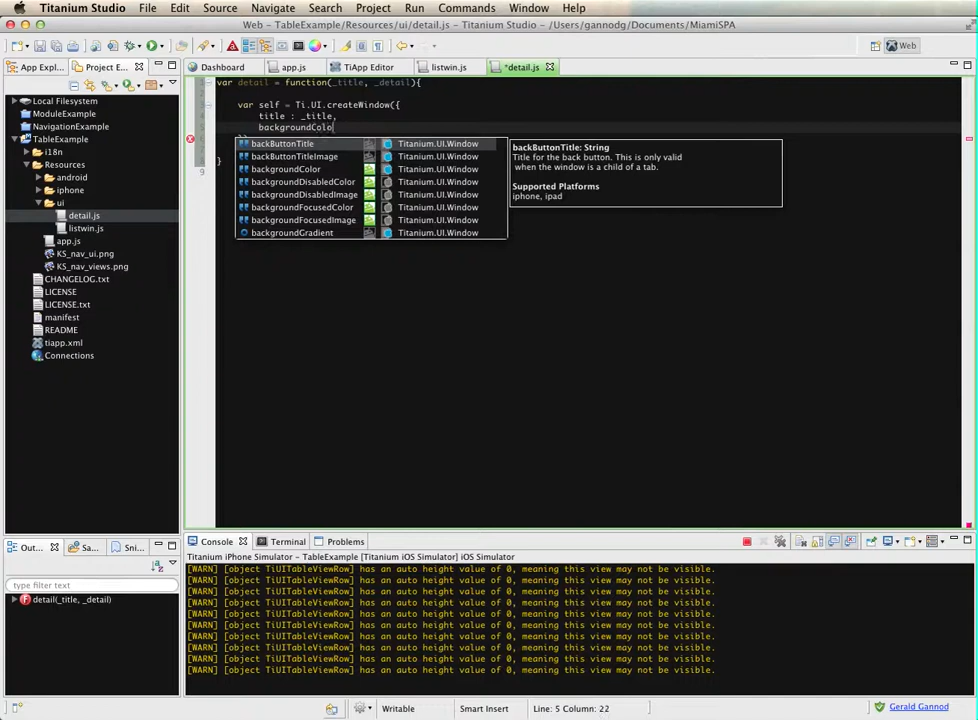 Titanium Studio File Edit Source Navigate Search Project Run Commands Window Help
Web - TableExample/Resources/ui/detail.js - Titanium Studio - /Users/gannodg/Documents/MiamiSPA
Web
App Expl... Project E...
Dashboard app.js TiApp Editor listwin.js *detail.js
Local Filesystem
ModuleExample
NavigationExample
TableExample
i18n
Resources
android
iphone
ui
detail.js
listwin.js
app.js
KS_nav_ui.png
KS_nav_views.png
CHANGELOG.txt
LICENSE
LICENSE.txt
manifest
README
tiapp.xml
Connections
var detail = function(_title, _detail){
var self = Ti.UI.createWindow({
title : _title,
backgroundColo
}
9
backButtonTitle Titanium.UI.Window
backButtonTitleImage Titanium.UI.Window
backgroundColor Titanium.UI.Window
backgroundDisabledColor Titanium.UI.Window
backgroundDisabledImage Titanium.UI.Window
backgroundFocusedColor Titanium.UI.Window
backgroundFocusedImage Titanium.UI.Window
backgroundGradient Titanium.UI.Window
backButtonTitle: String
Title for the back button. This is only valid
when the window is a child of a tab.
Supported Platforms
iphone, ipad
Out... Sa... Sni...
type filter text
detail(_title, _detail)
Console Terminal Problems
Titanium iPhone Simulator - TableExample [Titanium iOS Simulator] iOS Simulator
[WARN] [object TiUITableViewRow] has an auto height value of 0, meaning this view may not be visible.
[WARN] [object TiUITableViewRow] has an auto height value of 0, meaning this view may not be visible.
[WARN] [object TiUITableViewRow] has an auto height value of 0, meaning this view may not be visible.
[WARN] [object TiUITableViewRow] has an auto height value of 0, meaning this view may not be visible.
[WARN] [object TiUITableViewRow] has an auto height value of 0, meaning this view may not be visible.
[WARN] [object TiUITableViewRow] has an auto height value of 0, meaning this view may not be visible.
[WARN] [object TiUITableViewRow] has an auto height value of 0, meaning this view may not be visible.
[WARN] [object TiUITableViewRow] has an auto height value of 0, meaning this view may not be visible.
[WARN] [object TiUITableViewRow] has an auto height value of 0, meaning this view may not be visible.
[WARN] [object TiUITableViewRow] has an auto height value of 0, meaning this view may not be visible.
Writable Smart Insert Line: 5 Column: 22 Gerald Gannod